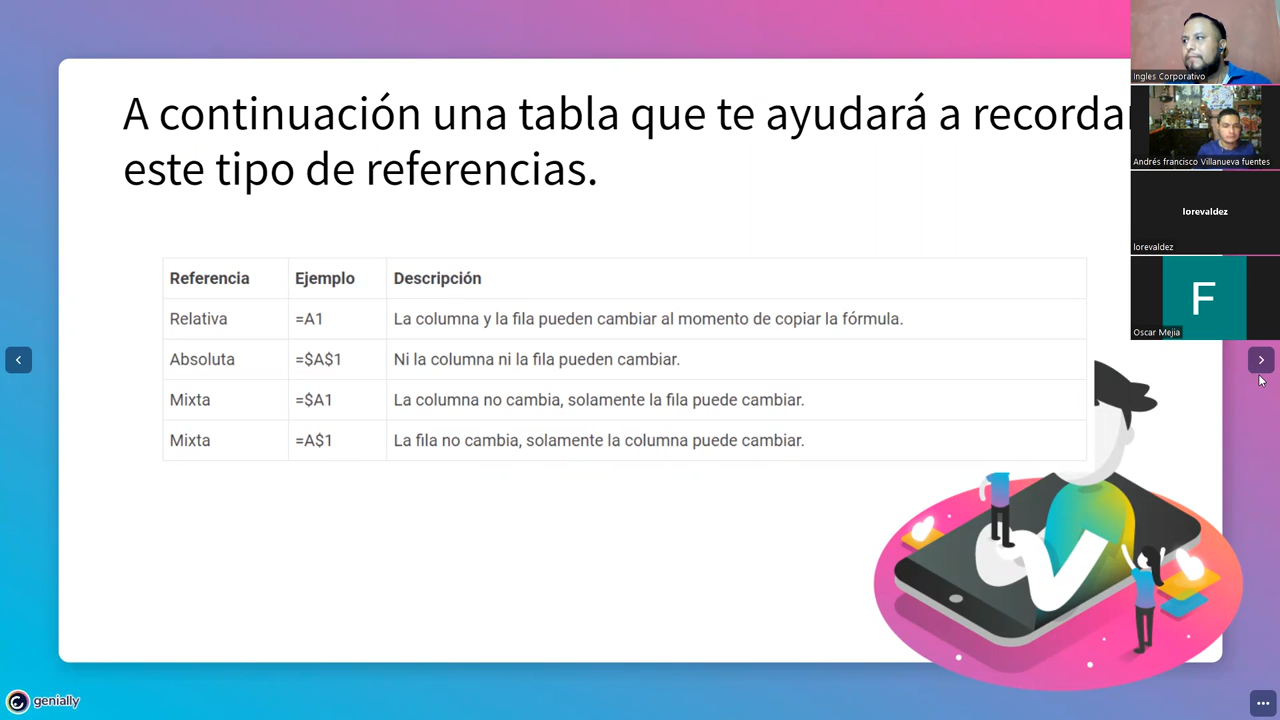 A continuación una tabla que te ayudará a recordar
este tipo de referencias.
Referencia Ejemplo Descripción
Relativa =A1 La columna y la fila pueden cambiar al momento de copiar la fórmula.
Absoluta =$A$1 Ni la columna ni la fila pueden cambiar.
Mixta =$A1 La columna no cambia, solamente la fila puede cambiar.
Mixta =A$1 La fila no cambia, solamente la columna puede cambiar.
Ingles Corporativo
Andrés francisco Villanueva fuentes
lorevaldez
lorevaldez
F
Oscar Mejia
genially